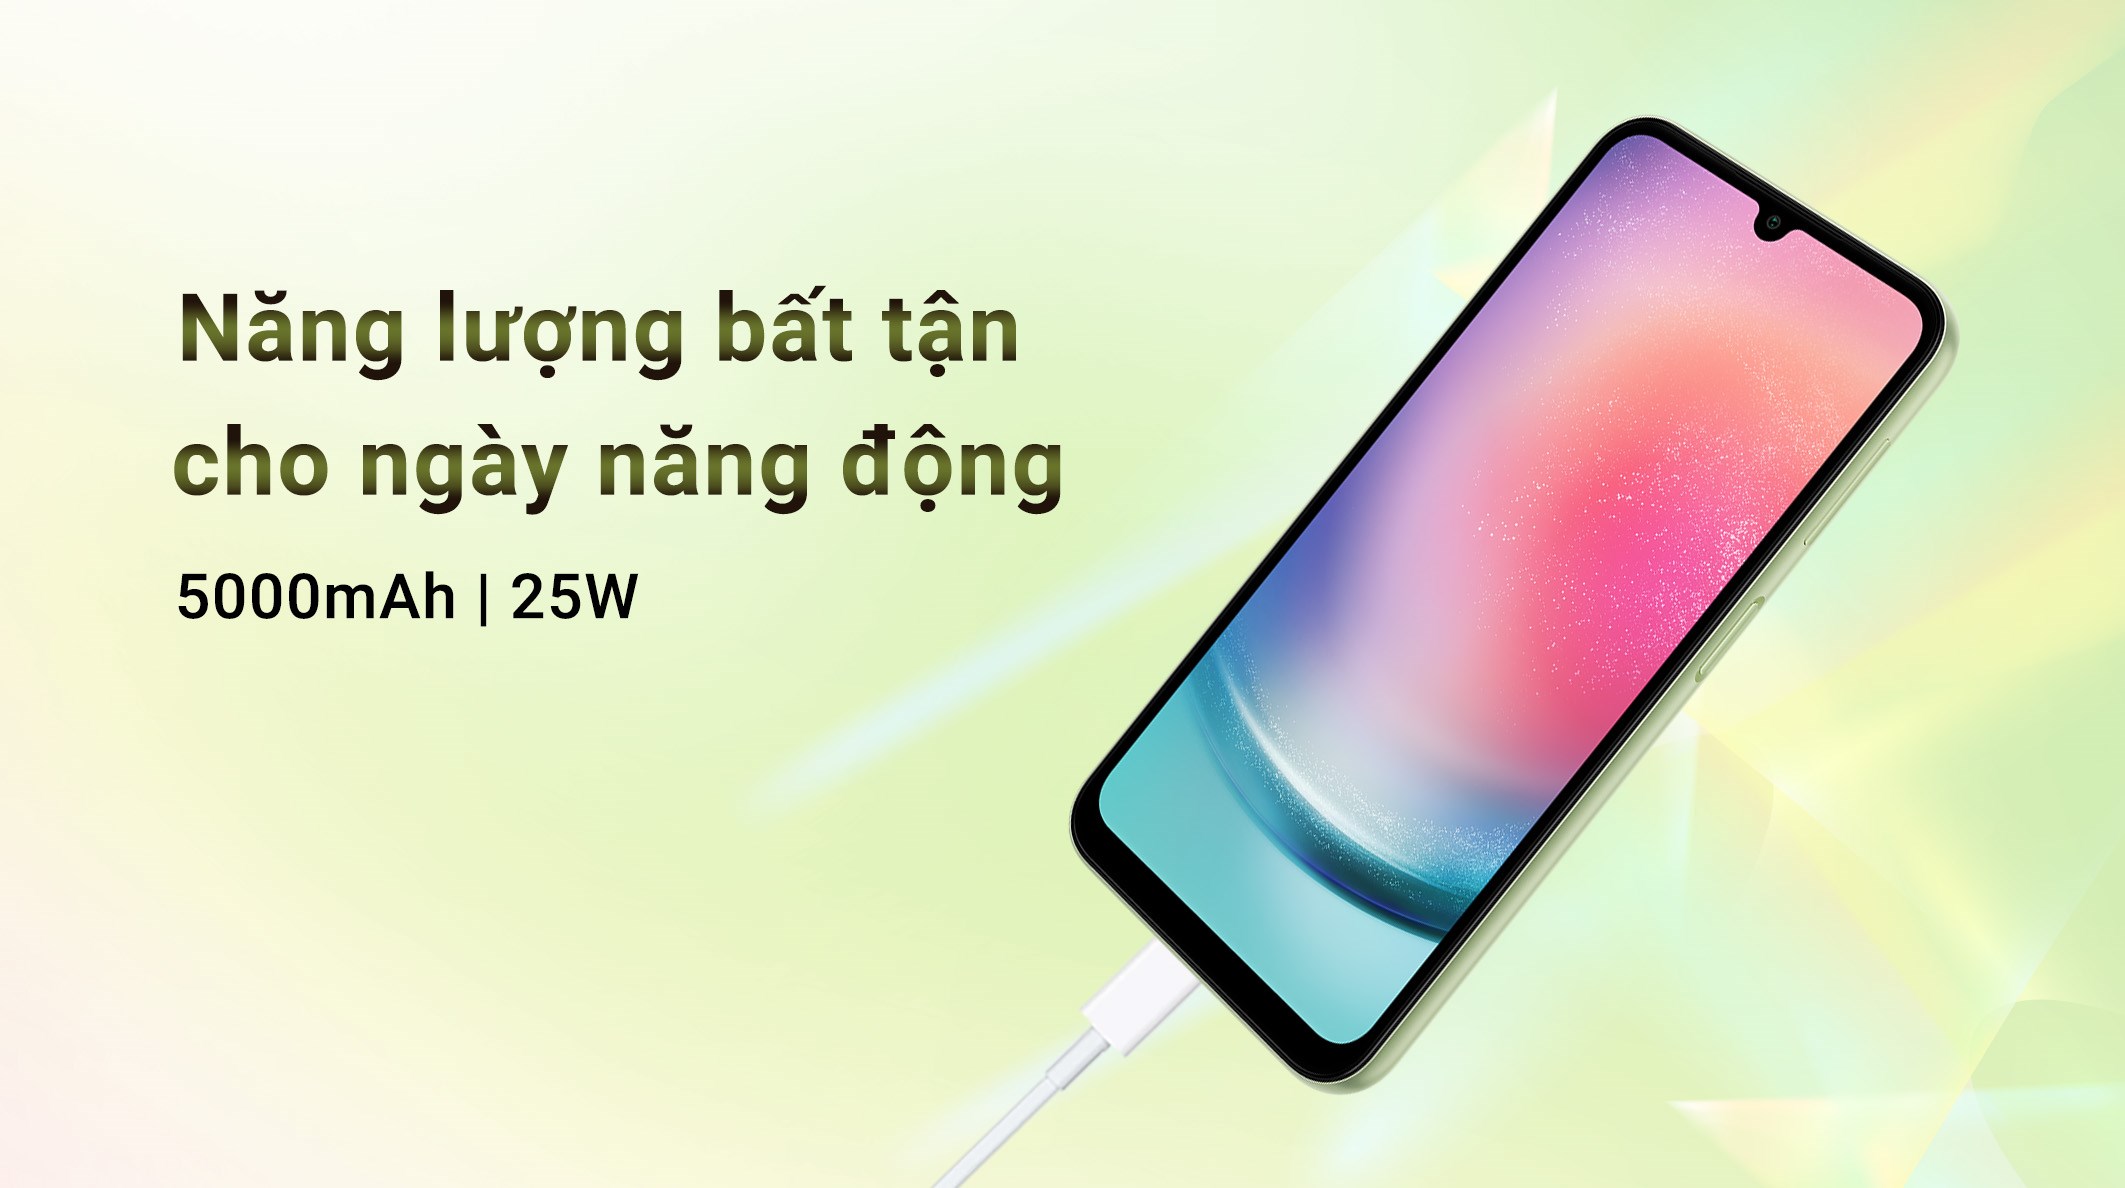 Năng lượng bất tận
cho ngày năng động
5000mAh | 25W